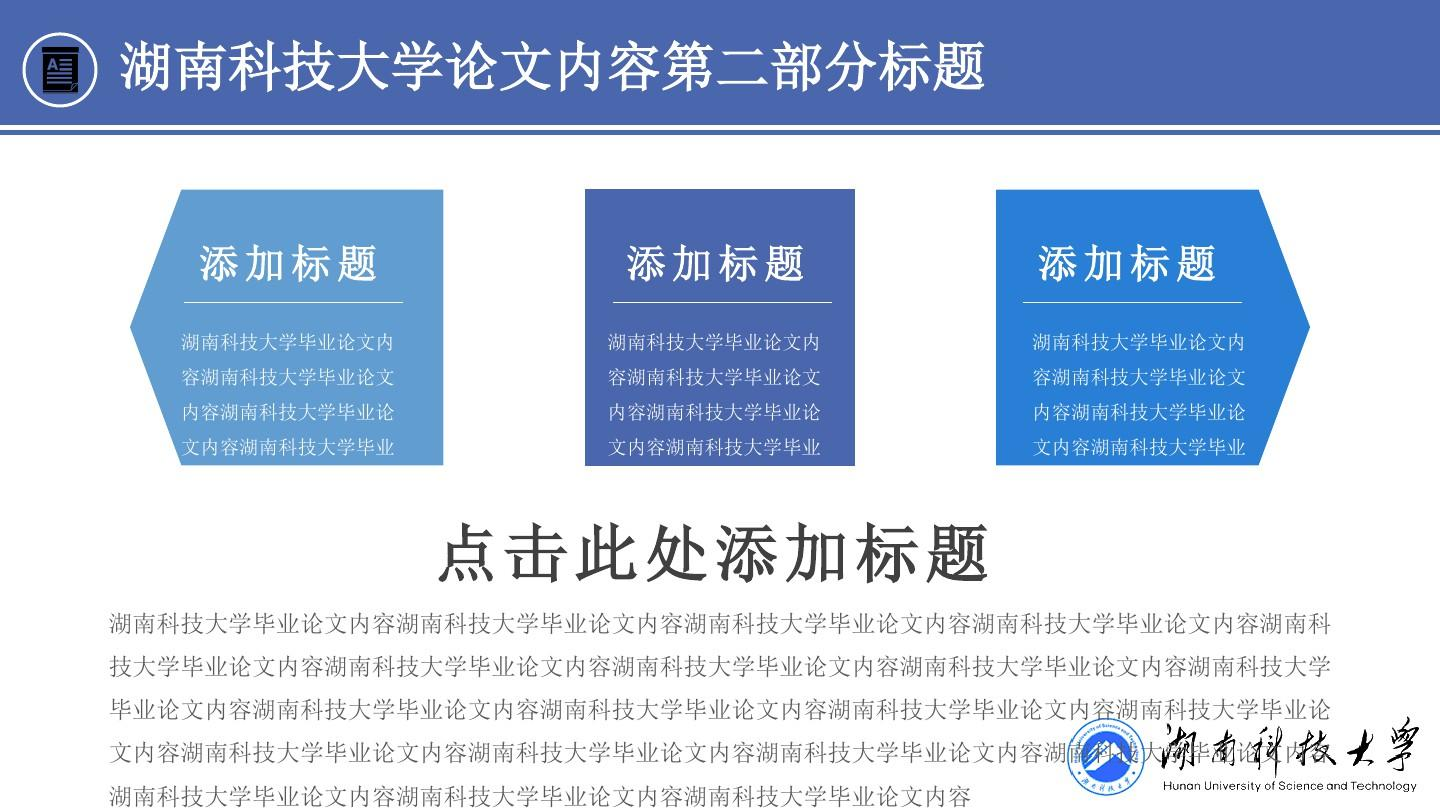 湖南科技大学论文内容第二部分标题
添加标题
湖南科技大学毕业论文内
容湖南科技大学毕业论文
内容湖南科技大学毕业论
文内容湖南科技大学毕业
添加标题
湖南科技大学毕业论文内
容湖南科技大学毕业论文
内容湖南科技大学毕业论
文内容湖南科技大学毕业
添加标题
湖南科技大学毕业论文内
容湖南科技大学毕业论文
内容湖南科技大学毕业论
文内容湖南科技大学毕业
点击此处添加标题
湖南科技大学毕业论文内容湖南科技大学毕业论文内容湖南科技大学毕业论文内容湖南科技大学毕业论文内容湖南科
技大学毕业论文内容湖南科技大学毕业论文内容湖南科技大学毕业论文内容湖南科技大学毕业论文内容湖南科技大学
毕业论文内容湖南科技大学毕业论文内容湖南科技大学毕业论文内容湖南科技大学毕业论文内容湖南科技大学毕业论
文内容湖南科技大学毕业论文内容湖南科技大学毕业论文内容湖南科技大学毕业论文内容湖南科技大学毕业论文内容
湖南科技大学毕业论文内容湖南科技大学毕业论文内容湖南科技大学毕业论文内容
湖南科技大学
Hunan University of Science and Technology